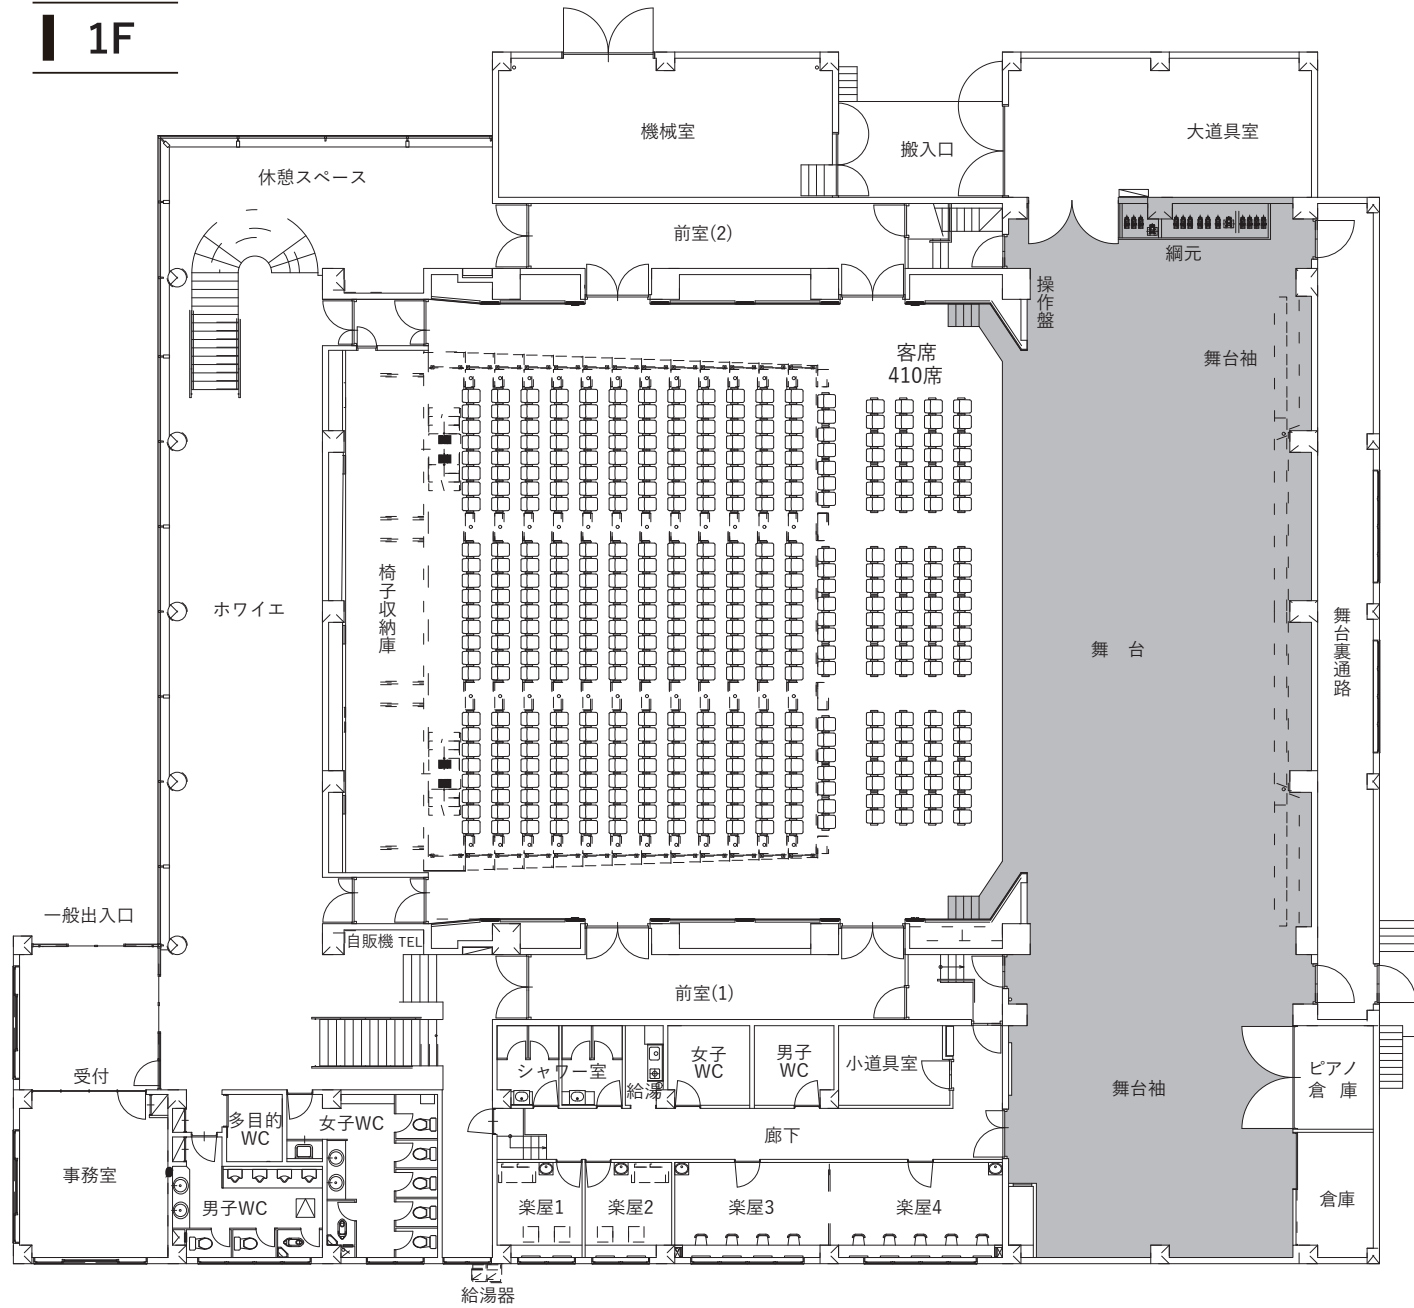 1F
機械室
搬入口
大道具室
休憩スペース
前室(2)
綱元
操作盤
舞台袖
客席
410席
椅子収納庫
ホワイエ
舞 台
舞台裏通路
一般出入口
自販機 TEL
前室(1)
受付
シャワー室
給湯
女子
WC
男子
WC
小道具室
舞台袖
ピアノ
倉 庫
多目的
WC
女子WC
廊下
事務室
男子WC
楽屋1
楽屋2
楽屋3
楽屋4
倉庫
給湯器